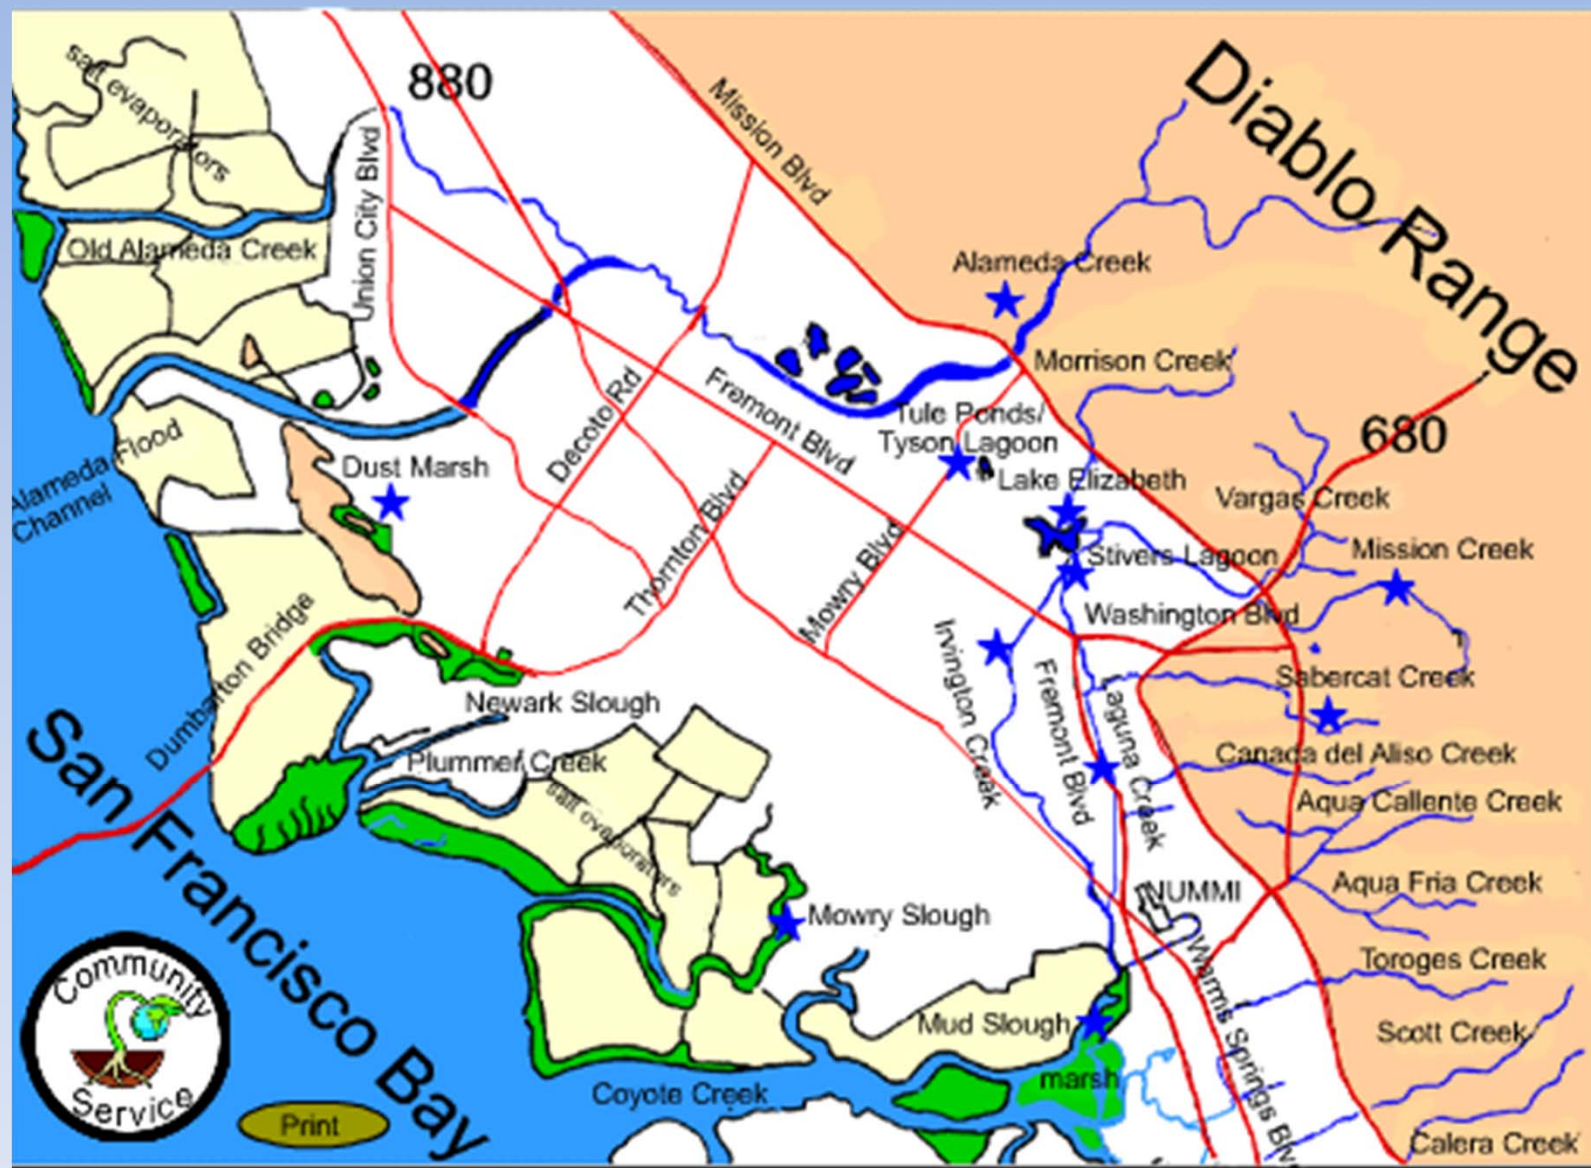 salt evaporators
880
Mission Blvd
Diablo Range
Union City Blvd
Old Alameda Creek
Alameda Creek
Morrison Creek
Decoto Rd
Fremont Blvd
Tule Ponds/
Tyson Lagoon
680
Alameda Flood
Channel
Dust Marsh
Lake Elizabeth
Vargas Creek
Thornton Blvd
Mowry Blvd
Stivers Lagoon
Mission Creek
Dumbarton Bridge
Washington Blvd
Irvington Creek
Fremont Blvd
Laguna Creek
Sabercat Creek
Newark Slough
Plummer Creek
Canada del Aliso Creek
salt evaporators
Aqua Callente Creek
San Francisco Bay
NUMMI
Aqua Fria Creek
Mowry Slough
Warms Springs Blv
Toroges Creek
Community
Service
Mud Slough
Scott Creek
marsh
Coyote Creek
Print
Calera Creek